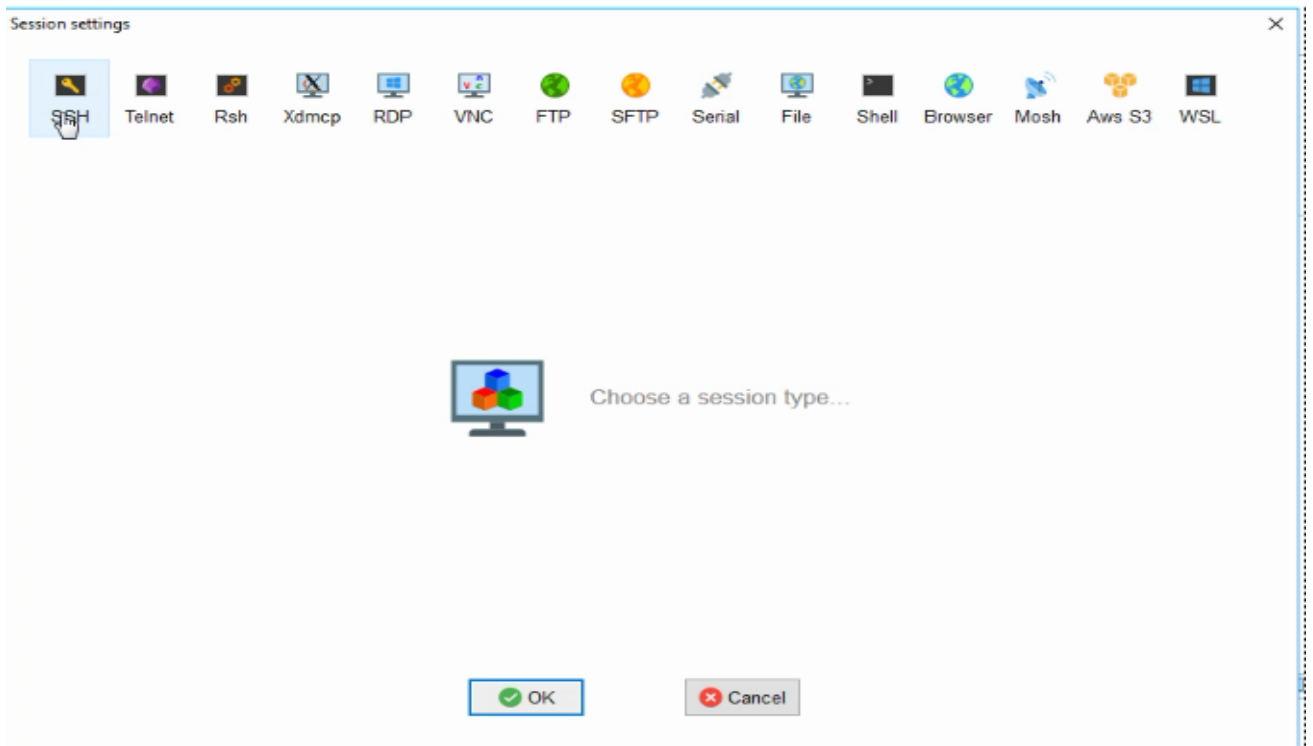 Session settings
SSH Telnet Rsh Xdmcp RDP VNC FTP SFTP Serial File Shell Browser Mosh Aws S3 WSL
Choose a session type...
OK Cancel